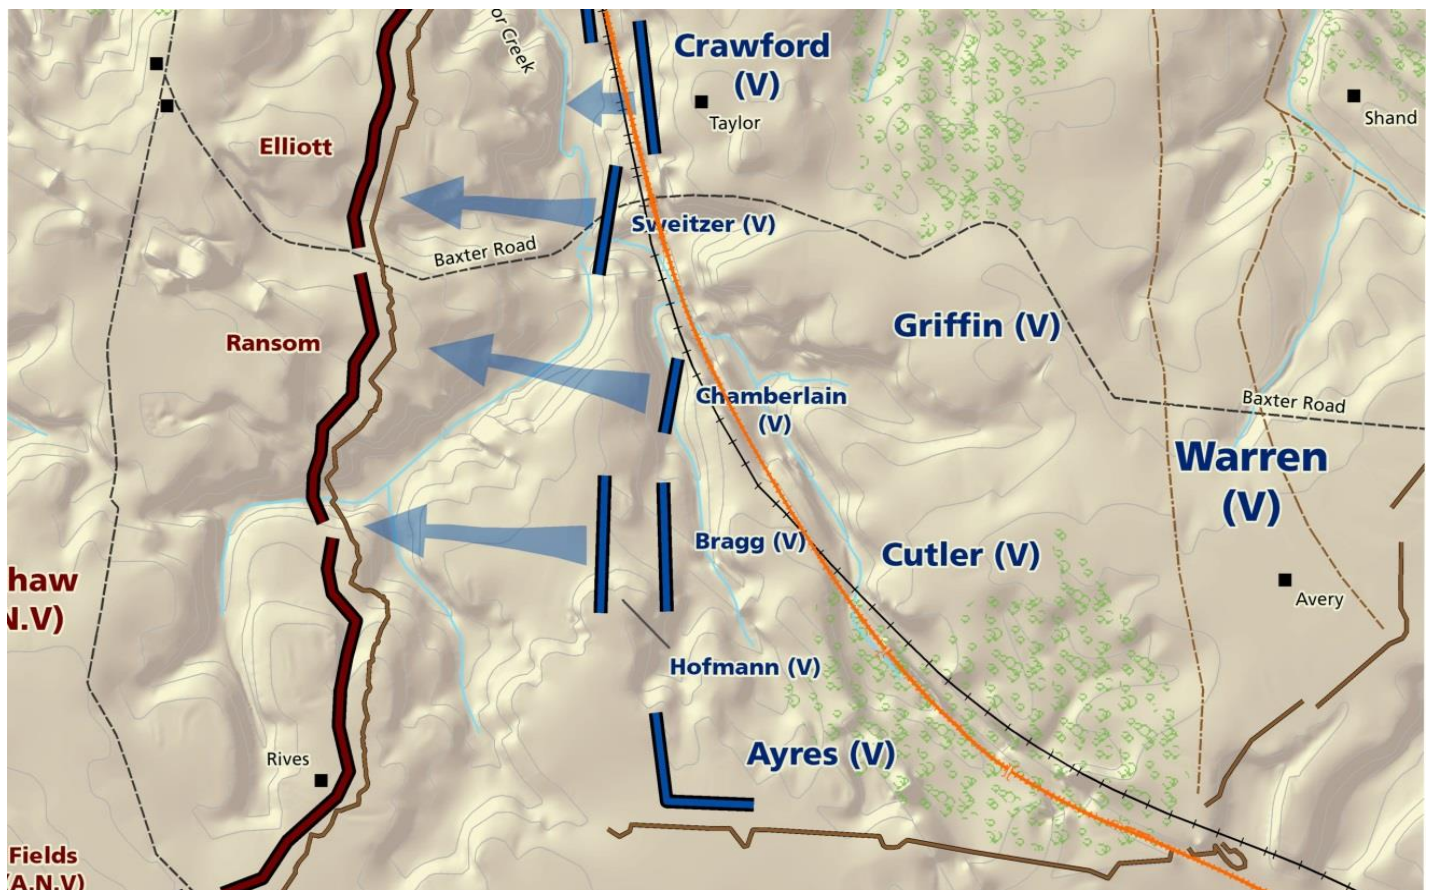 or Creek
Crawford
(V)
Taylor
Shand
Elliott
Sweitzer (V)
Baxter Road
Griffin (V)
Ransom
Chamberlain
(V)
Baxter Road
Warren
(V)
Bragg (V)
Cutler (V)
haw
N.V)
Avery
Hofmann (V)
Ayres (V)
Rives
Fields
(A.N.V)